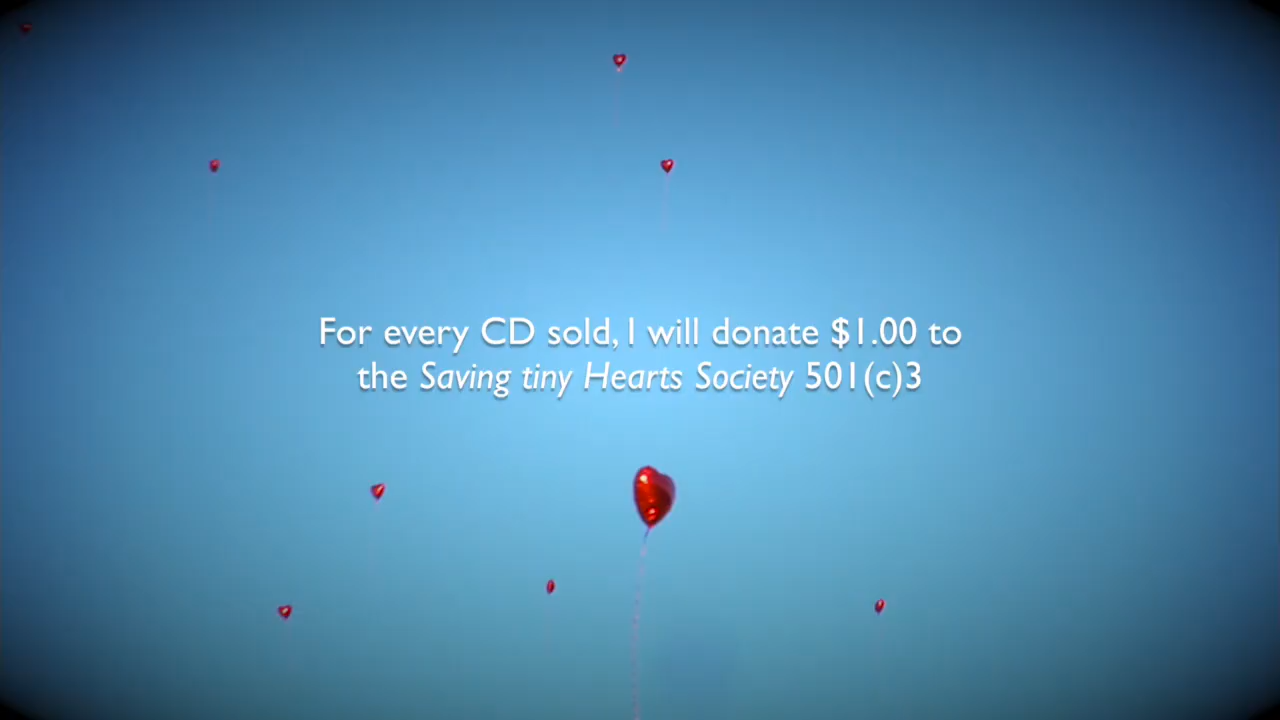 For every CD sold, I will donate $1.00 to
the Saving tiny Hearts Society 501(c)3